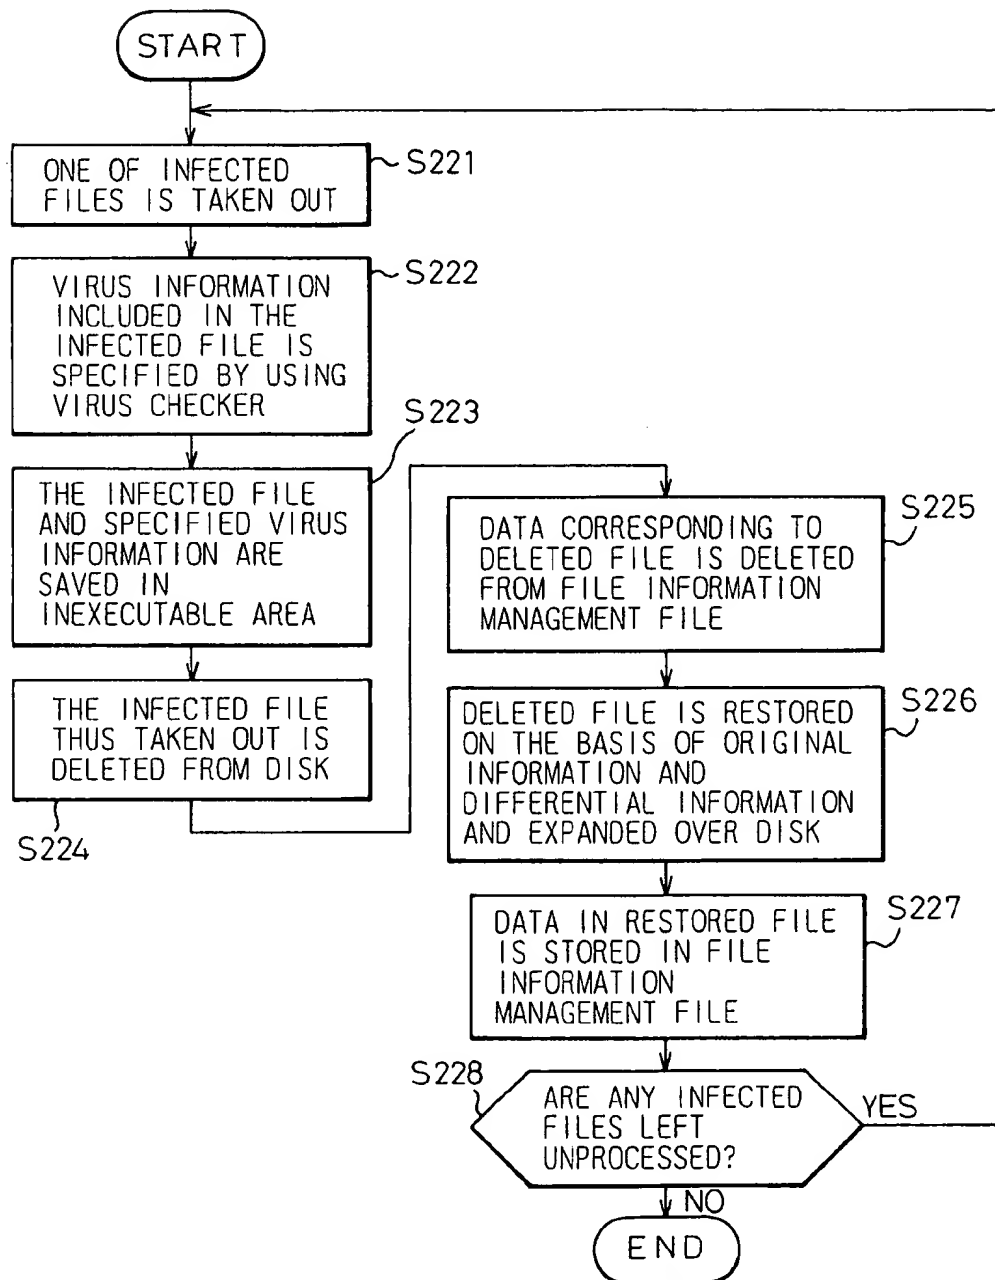 START
S221
ONE OF INFECTED
FILES IS TAKEN OUT
S222
VIRUS INFORMATION
INCLUDED IN THE
INFECTED FILE IS
SPECIFIED BY USING
VIRUS CHECKER
S223
THE INFECTED FILE
AND SPECIFIED VIRUS
INFORMATION ARE
SAVED IN
INEXECUTABLE AREA
THE INFECTED FILE
THUS TAKEN OUT IS
DELETED FROM DISK
S224
S225
DATA CORRESPONDING TO
DELETED FILE IS DELETED
FROM FILE INFORMATION
MANAGEMENT FILE
S226
DELETED FILE IS RESTORED
ON THE BASIS OF ORIGINAL
INFORMATION AND
DIFFERENTIAL INFORMATION
AND EXPANDED OVER DISK
S227
DATA IN RESTORED FILE
IS STORED IN FILE
INFORMATION
MANAGEMENT FILE
S228
ARE ANY INFECTED
FILES LEFT
UNPROCESSED?
YES
NO
END